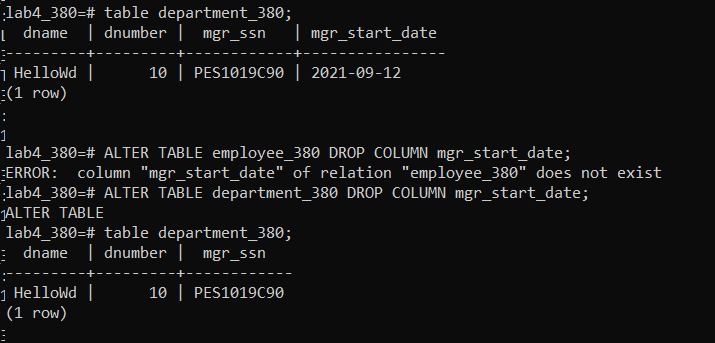 lab4_380=# table department_380;
dname | dnumber | mgr_ssn | mgr_start_date
---------+---------+------------+----------------
HelloWd | 10 | PES1019C90 | 2021-09-12
(1 row)
lab4_380=# ALTER TABLE employee_380 DROP COLUMN mgr_start_date;
ERROR: column "mgr_start_date" of relation "employee_380" does not exist
lab4_380=# ALTER TABLE department_380 DROP COLUMN mgr_start_date;
ALTER TABLE
lab4_380=# table department_380;
dname | dnumber | mgr_ssn
---------+---------+------------
HelloWd | 10 | PES1019C90
(1 row)